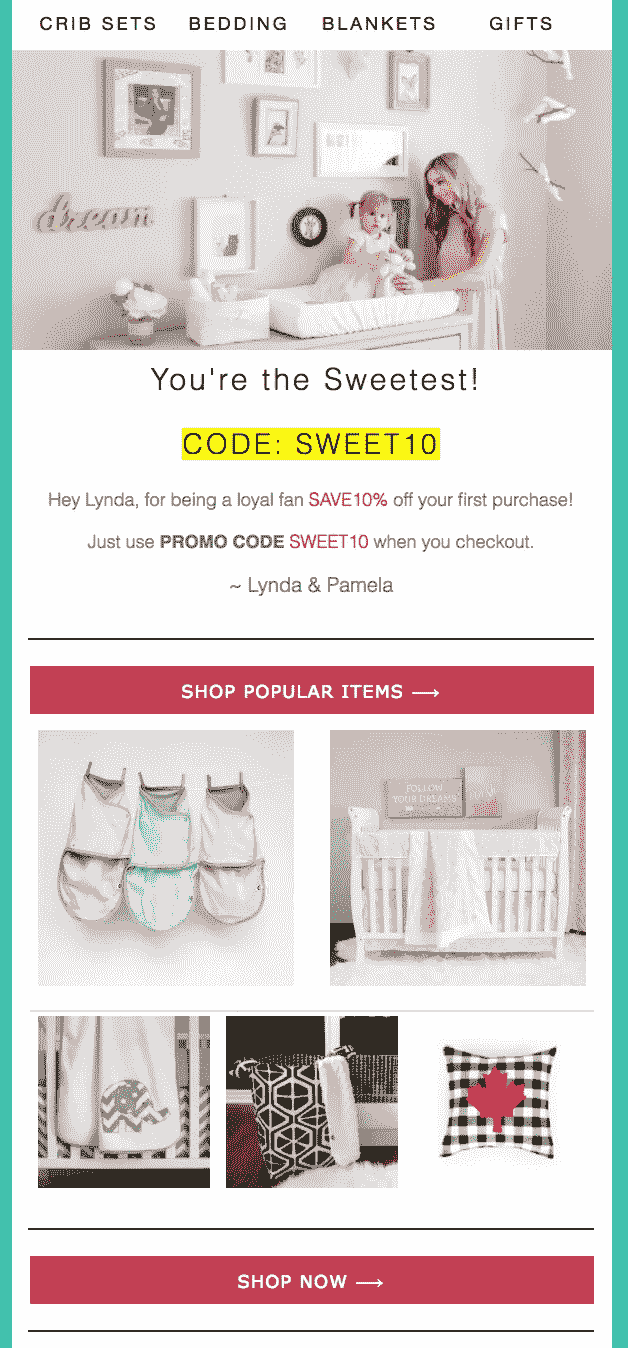 CRIB SETS BEDDING BLANKETS GIFTS
dream
You're the Sweetest!
CODE: SWEET10
Hey Lynda, for being a loyal fan SAVE10% off your first purchase!
Just use PROMO CODE SWEET10 when you checkout.
~ Lynda & Pamela
SHOP POPULAR ITEMS ⟶
FOLLOW
YOUR DREAMS
SHOP NOW ⟶